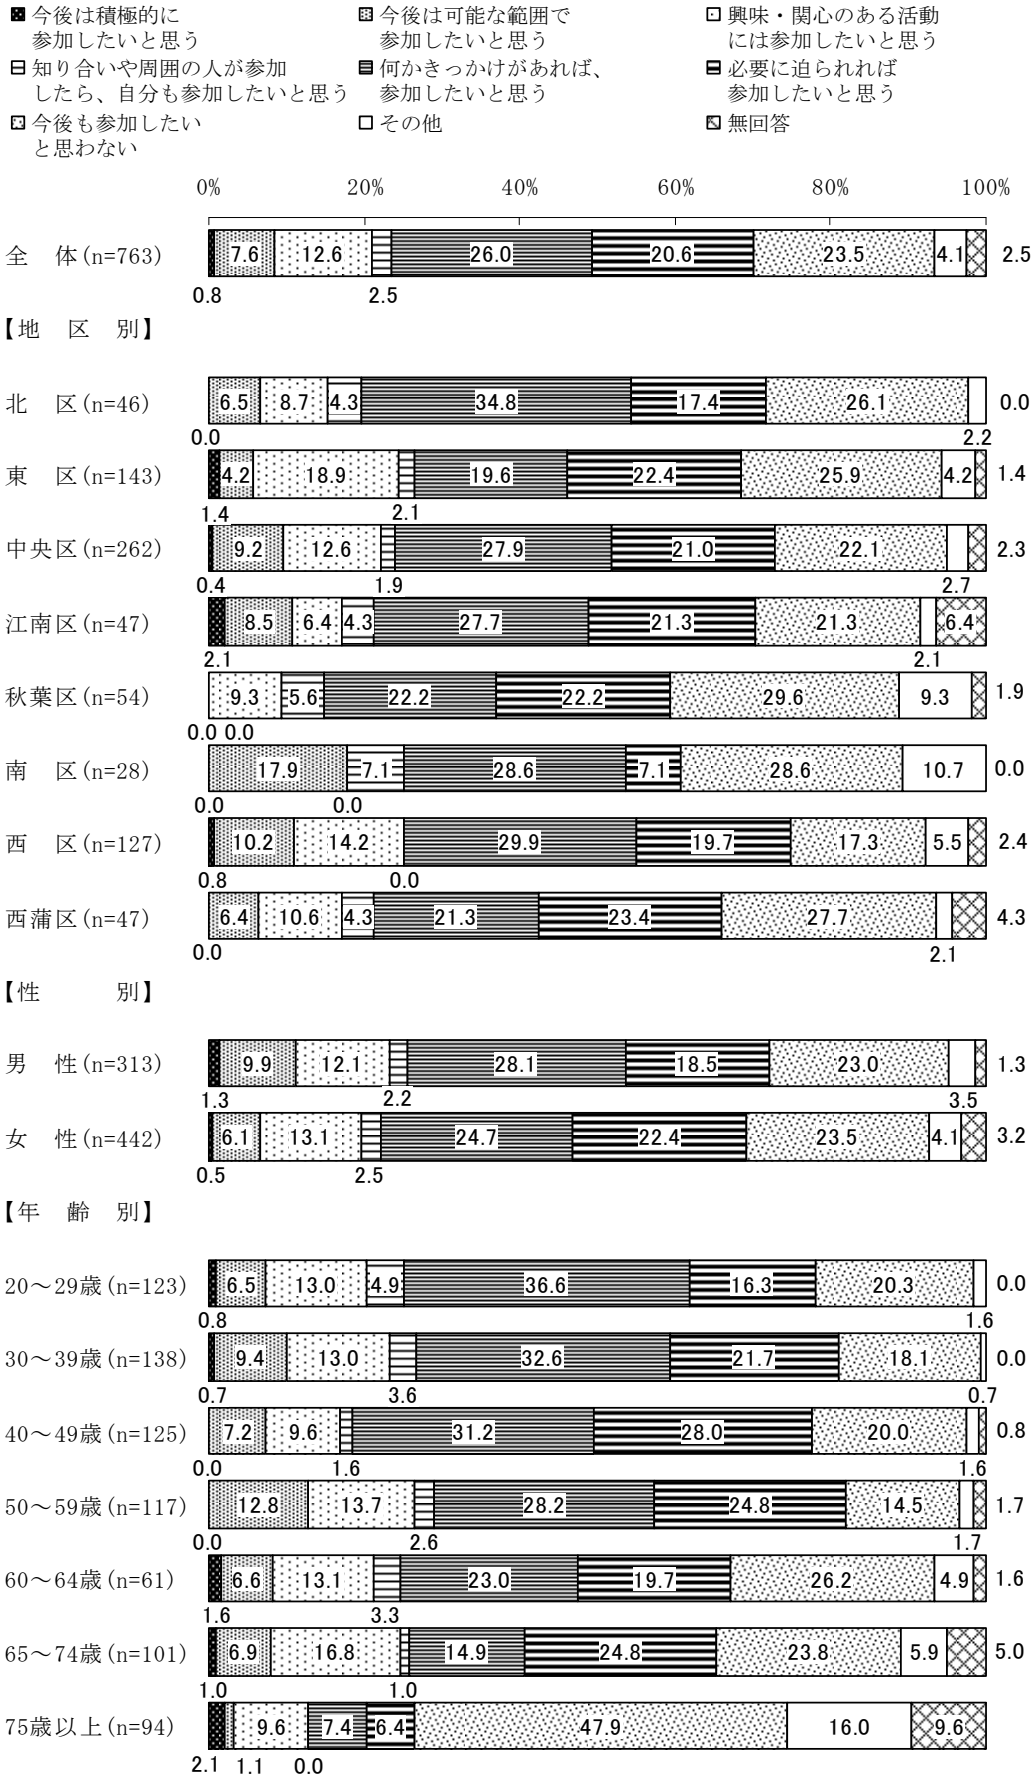 今後は積極的に
参加したいと思う
今後は可能な範囲で
参加したいと思う
興味・関心のある活動
には参加したいと思う
知り合いや周囲の人が参加
したら、自分も参加したいと思う
何かきっかけがあれば、
参加したいと思う
必要に迫られれば
参加したいと思う
今後も参加したい
と思わない
その他
無回答
0% 20% 40% 60% 80% 100%
全　体(n=763) 7.6 12.6 26.0 20.6 23.5 4.1 2.5
0.8 2.5
【地　区　別】
北　区(n=46) 6.5 8.7 4.3 34.8 17.4 26.1 0.0
0.0 2.2
東　区(n=143) 4.2 18.9 19.6 22.4 25.9 4.2 1.4
1.4 2.1
中央区(n=262) 9.2 12.6 27.9 21.0 22.1 2.3
0.4 1.9 2.7
江南区(n=47) 8.5 6.4 4.3 27.7 21.3 21.3 6.4
2.1 2.1
秋葉区(n=54) 9.3 5.6 22.2 22.2 29.6 9.3 1.9
0.0 0.0
南　区(n=28) 17.9 7.1 28.6 7.1 28.6 10.7 0.0
0.0 0.0
西　区(n=127) 10.2 14.2 29.9 19.7 17.3 5.5 2.4
0.8 0.0
西蒲区(n=47) 6.4 10.6 4.3 21.3 23.4 27.7 4.3
0.0 2.1
【性　　　別】
男　性(n=313) 9.9 12.1 28.1 18.5 23.0 1.3
1.3 2.2 3.5
女　性(n=442) 6.1 13.1 24.7 22.4 23.5 4.1 3.2
0.5 2.5
【年　齢　別】
20～29歳(n=123) 6.5 13.0 4.9 36.6 16.3 20.3 0.0
0.8 1.6
30～39歳(n=138) 9.4 13.0 32.6 21.7 18.1 0.0
0.7 3.6 0.7
40～49歳(n=125) 7.2 9.6 31.2 28.0 20.0 0.8
0.0 1.6 1.6
50～59歳(n=117) 12.8 13.7 28.2 24.8 14.5 1.7
0.0 2.6 1.7
60～64歳(n=61) 6.6 13.1 23.0 19.7 26.2 4.9 1.6
1.6 3.3
65～74歳(n=101) 6.9 16.8 14.9 24.8 23.8 5.9 5.0
1.0 1.0
75歳以上(n=94) 9.6 7.4 6.4 47.9 16.0 9.6
2.1 1.1 0.0